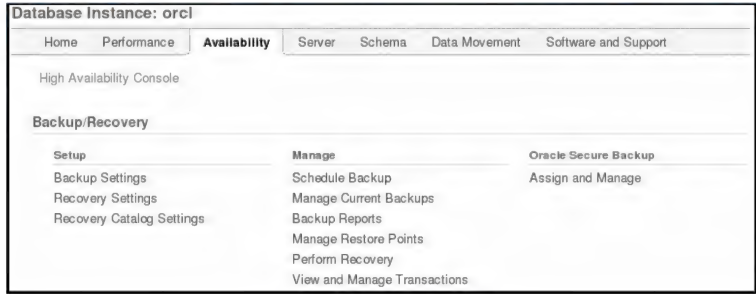 Database Instance: orcl
Home Performance Availability Server Schema Data Movement Software and Support
High Availability Console
Backup/Recovery
Setup
Backup Settings
Recovery Settings
Recovery Catalog Settings
Manage
Schedule Backup
Manage Current Backups
Backup Reports
Manage Restore Points
Perform Recovery
View and Manage Transactions
Oracle Secure Backup
Assign and Manage